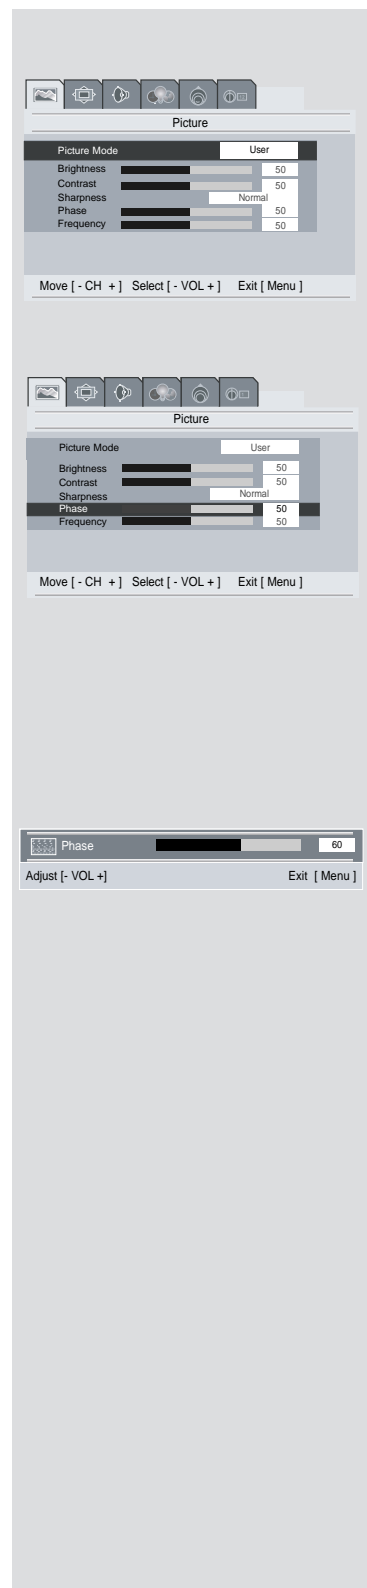 Picture
Picture Mode User
Brightness 50
Contrast 50
Sharpness Normal
Phase 50
Frequency 50
Move [ - CH + ] Select [ - VOL + ] Exit [ Menu ]
Picture
Picture Mode User
Brightness 50
Contrast 50
Sharpness Normal
Phase 50
Frequency 50
Move [ - CH + ] Select [ - VOL + ] Exit [ Menu ]
Phase 60
Adjust [- VOL +] Exit [ Menu ]